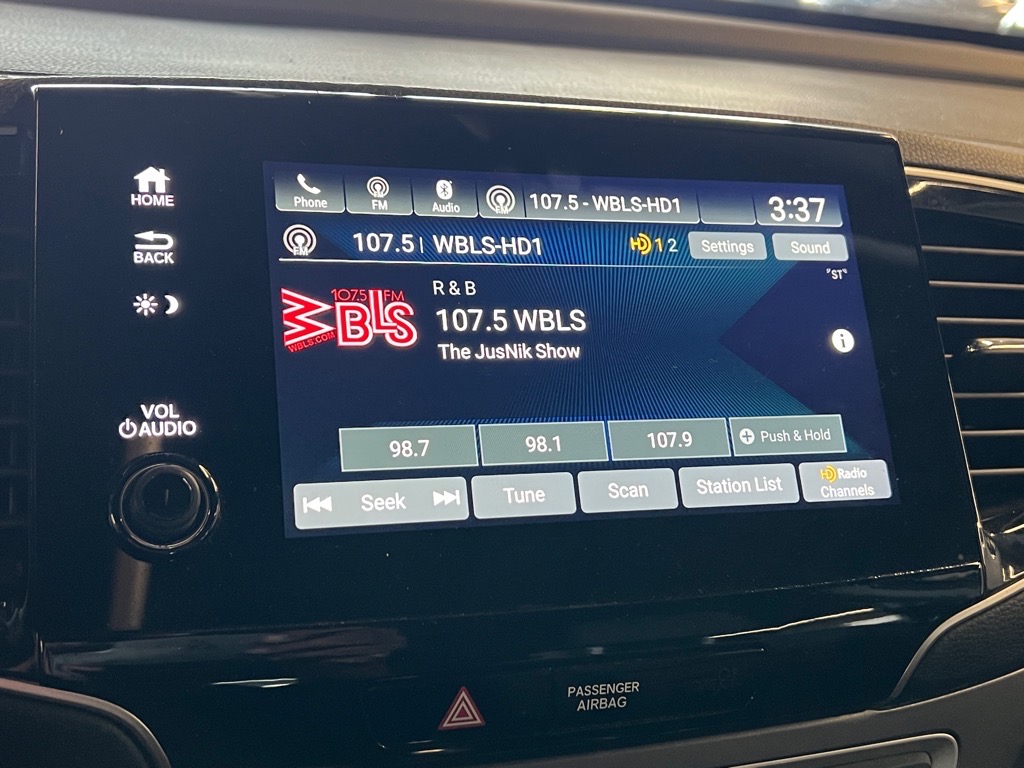 HOME
BACK
VOL
AUDIO
Phone
FM
Audio
FM
107.5 - WBLS-HD1
3:37
FM
107.5 | WBLS-HD1
HD 1 2
Settings
Sound
"ST"
107.5 FM
WBLS
WBLS.COM
R & B
107.5 WBLS
The JusNik Show
i
98.7
98.1
107.9
+ Push & Hold
Seek
Tune
Scan
Station List
HD Radio
Channels
PASSENGER
AIRBAG